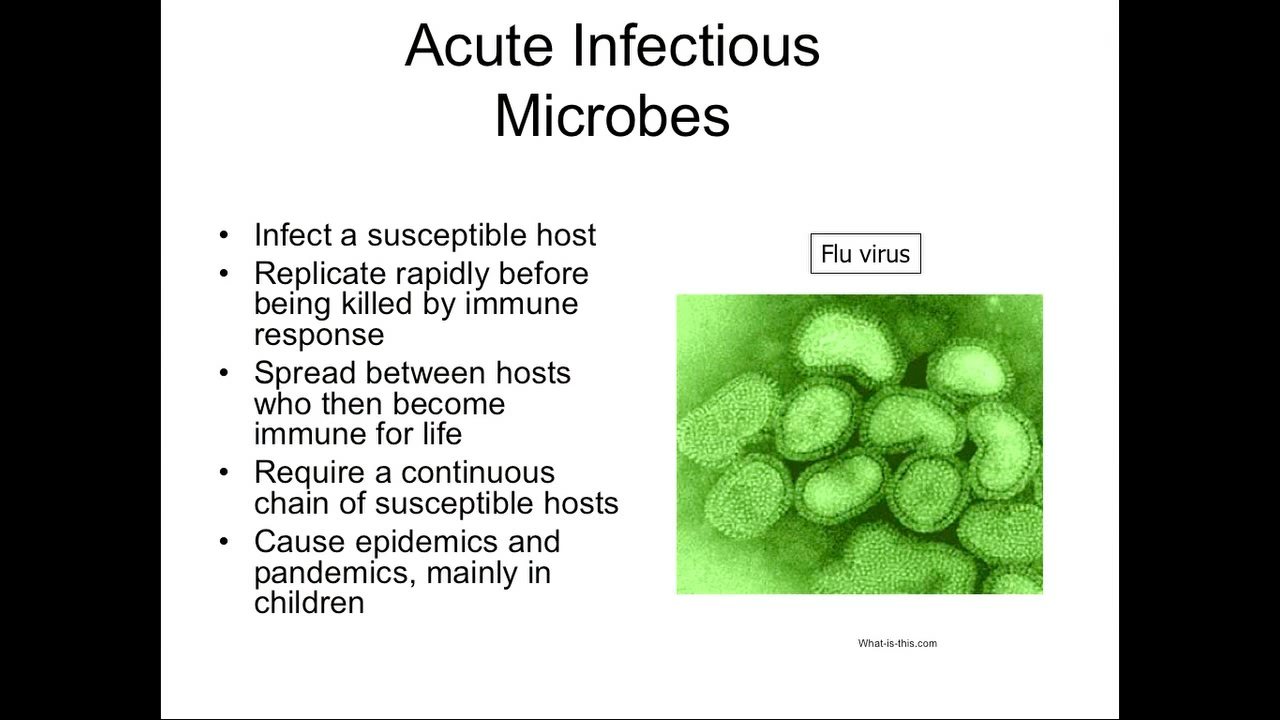 Acute Infectious
Microbes
• Infect a susceptible host
• Replicate rapidly before
being killed by immune
response
• Spread between hosts
who then become
immune for life
• Require a continuous
chain of susceptible hosts
• Cause epidemics and
pandemics, mainly in
children
Flu virus
What-is-this.com